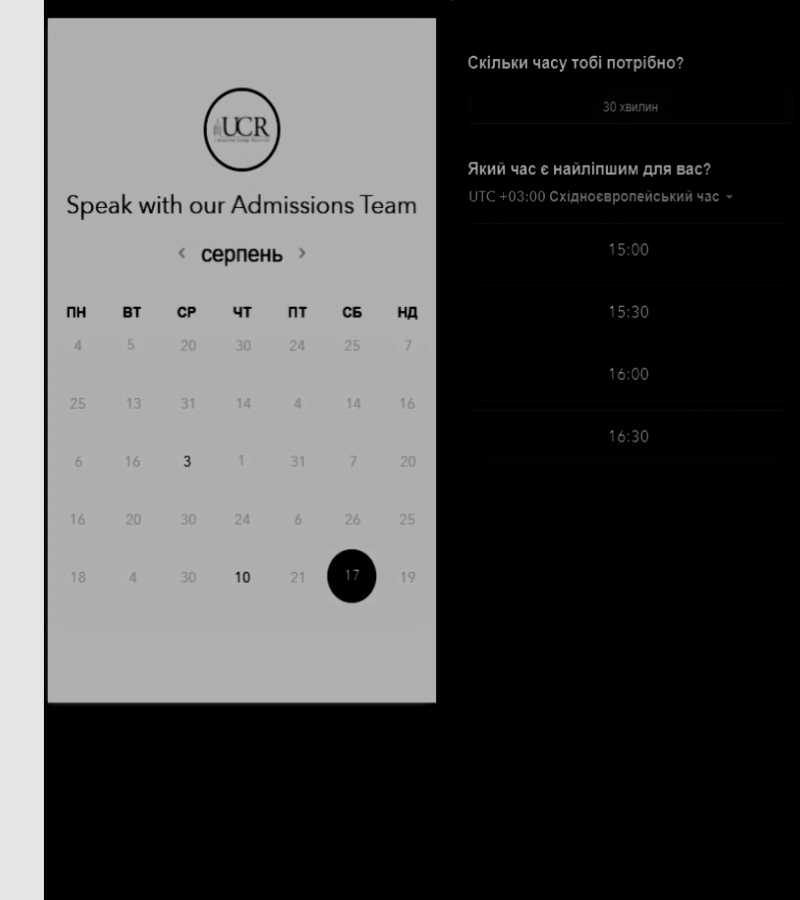 UCR
Speak with our Admissions Team
‹ серпень ›
ПН ВТ СР ЧТ ПТ СБ НД
4 5 20 30 24 25 7
25 13 31 14 4 14 16
6 16 3 1 31 7 20
16 20 30 24 6 26 25
18 4 30 10 21 17 19
Скільки часу тобі потрібно?
30 хвилин
Який час є найліпшим для вас?
UTC +03:00 Східноєвропейський час
15:00
15:30
16:00
16:30